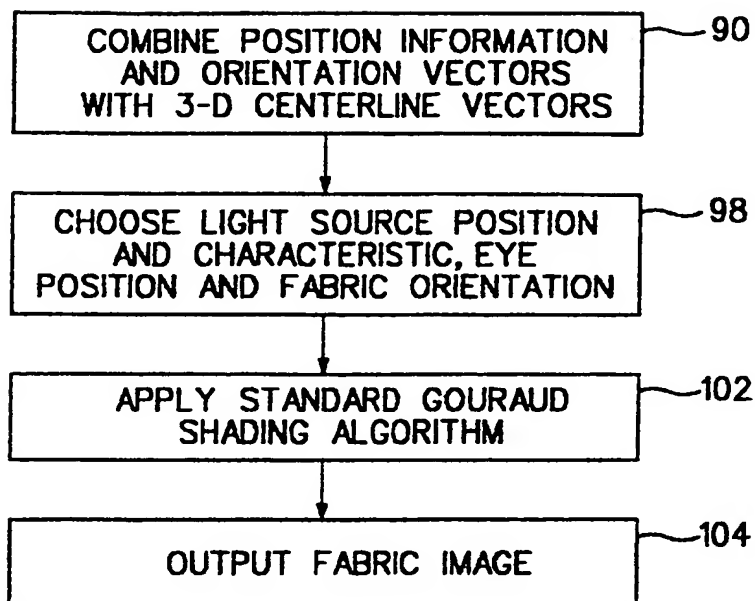 COMBINE POSITION INFORMATION
AND ORIENTATION VECTORS
WITH 3-D CENTERLINE VECTORS
90
CHOOSE LIGHT SOURCE POSITION
AND CHARACTERISTIC, EYE
POSITION AND FABRIC ORIENTATION
98
APPLY STANDARD GOURAUD
SHADING ALGORITHM
102
OUTPUT FABRIC IMAGE
104